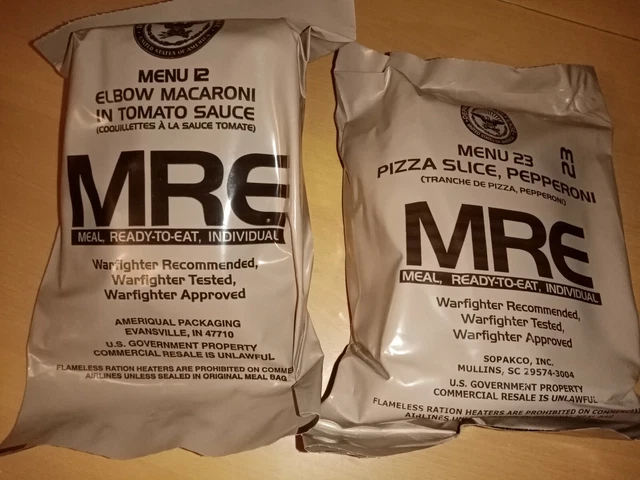 MENU 12
ELBOW MACARONI
IN TOMATO SAUCE
(COQUILLETTES À LA SAUCE TOMATE)
MRE
MEAL, READY-TO-EAT, INDIVIDUAL
Warfighter Recommended,
Warfighter Tested,
Warfighter Approved
AMERIQUAL PACKAGING
EVANSVILLE, IN 47710
U.S. GOVERNMENT PROPERTY
COMMERCIAL RESALE IS UNLAWFUL
FLAMELESS RATION HEATERS ARE PROHIBITED ON COMME
AIRLINES UNLESS SEALED IN ORIGINAL MEAL BAG
MENU 23
23
PIZZA SLICE, PEPPERONI
(TRANCHE DE PIZZA, PEPPERONI)
MRE
MEAL, READY-TO-EAT, INDIVIDUAL
Warfighter Recommended,
Warfighter Tested,
Warfighter Approved
SOPAKCO, INC.
MULLINS, SC 29574-3004
U.S. GOVERNMENT PROPERTY
COMMERCIAL RESALE IS UNLAWFUL
FLAMELESS RATION HEATERS ARE PROHIBITED ON COMMERC
AIRLINES